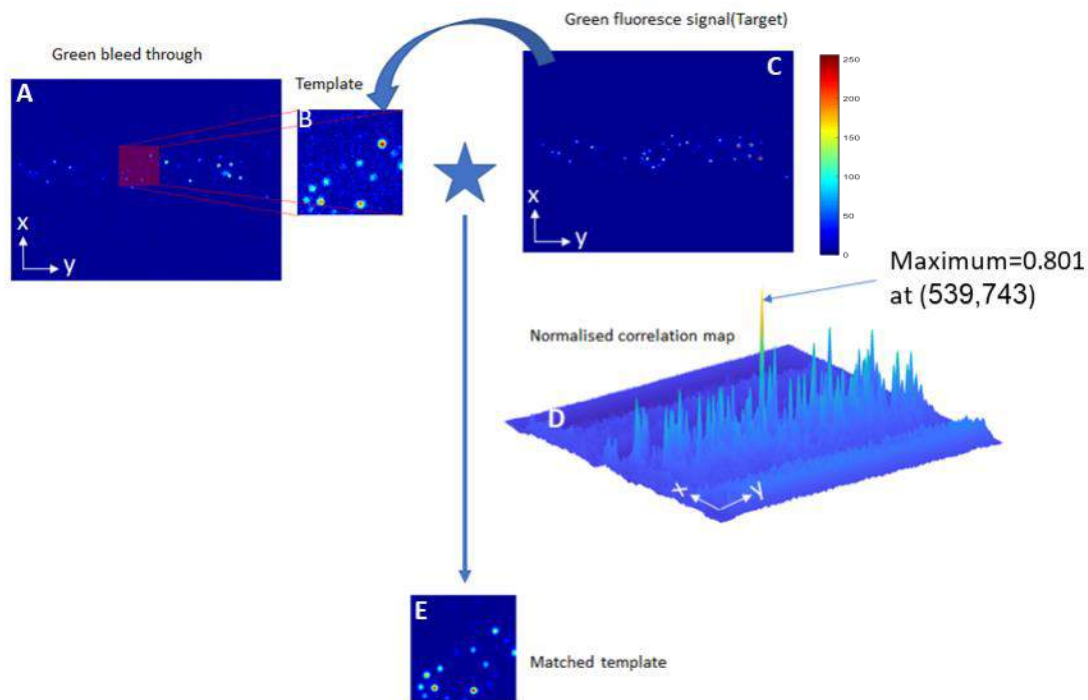 Green fluoresce signal(Target)
Green bleed through
A
Template
B
C
x
y
x
y
250
200
150
100
50
0
Maximum=0.801
at (539,743)
Normalised correlation map
D
x
y
E
Matched template